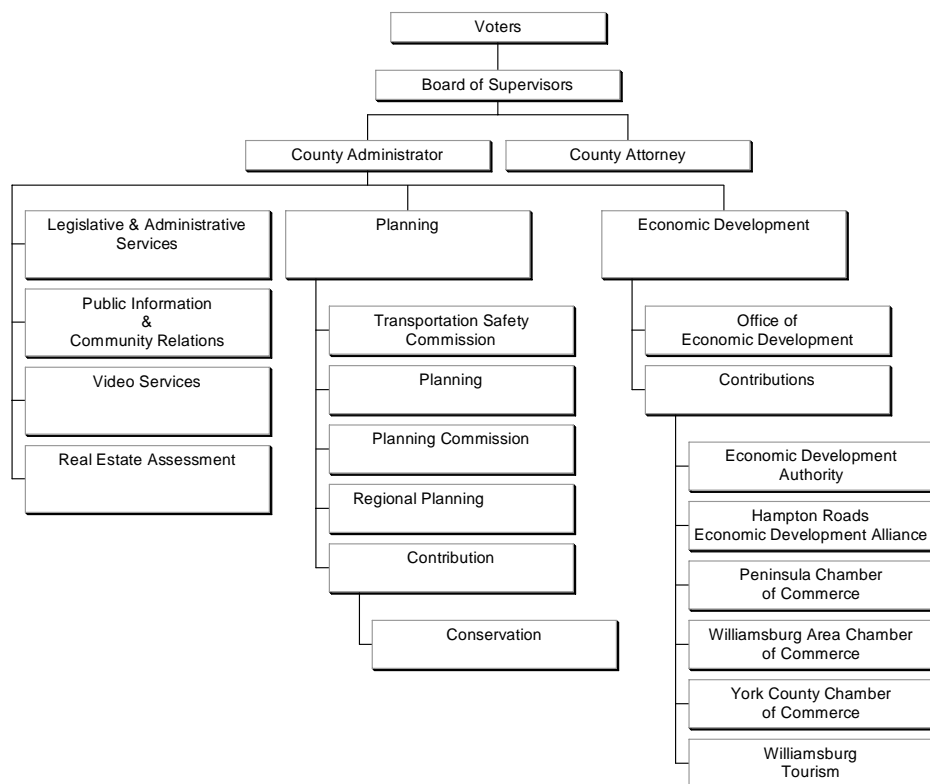 Voters
Board of Supervisors
County Administrator
County Attorney
Legislative & Administrative
Services
Public Information
&
Community Relations
Video Services
Real Estate Assessment
Planning
Transportation Safety
Commission
Planning
Planning Commission
Regional Planning
Contribution
Conservation
Economic Development
Office of
Economic Development
Contributions
Economic Development
Authority
Hampton Roads
Economic Development Alliance
Peninsula Chamber
of Commerce
Williamsburg Area Chamber
of Commerce
York County Chamber
of Commerce
Williamsburg
Tourism